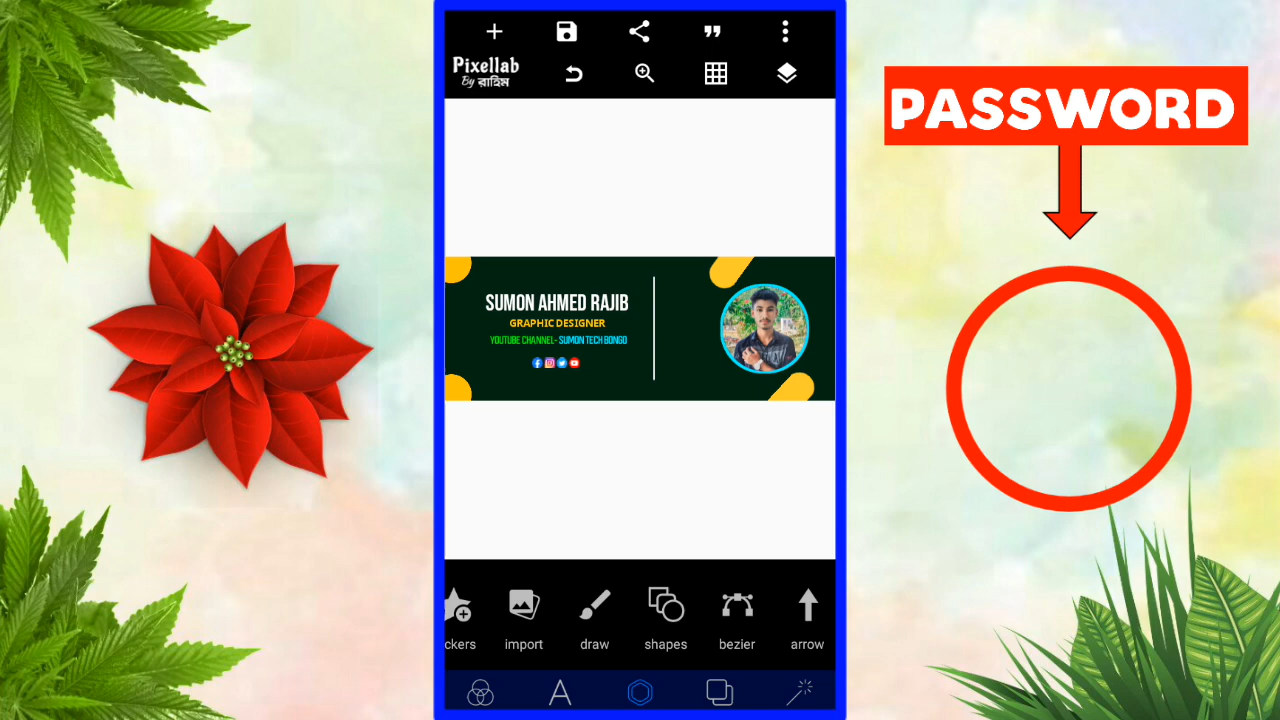 Pixellab
By রাহিম
PASSWORD
SUMON AHMED RAJIB
GRAPHIC DESIGNER
YOUTUBE CHANNEL- SUMON TECH BONGO
ckers
import
draw
shapes
bezier
arrow